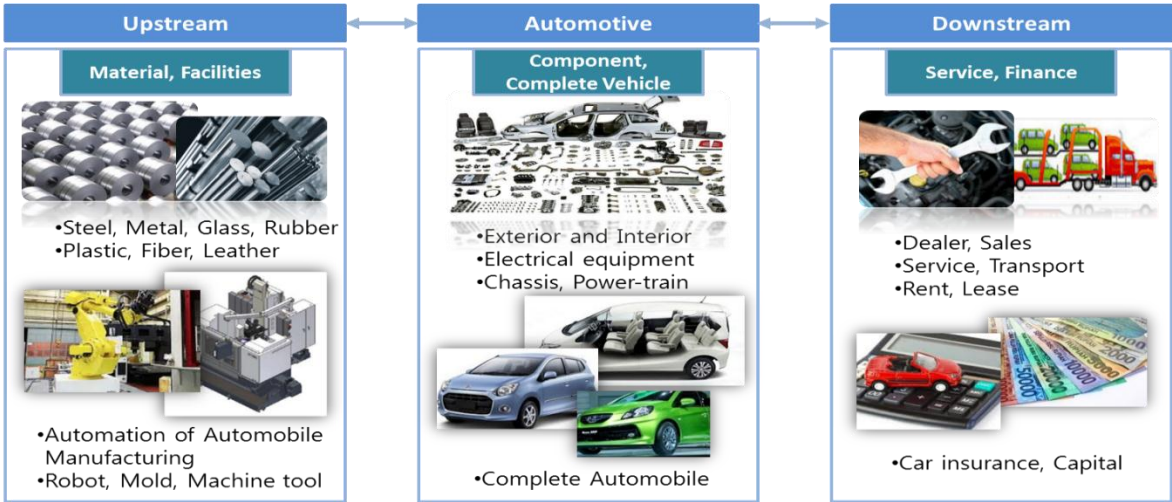 Upstream
Automotive
Downstream
Material, Facilities
•Steel, Metal, Glass, Rubber
•Plastic, Fiber, Leather
•Automation of Automobile
Manufacturing
•Robot, Mold, Machine tool
Component,
Complete Vehicle
•Exterior and Interior
•Electrical equipment
•Chassis, Power-train
•Complete Automobile
Service, Finance
•Dealer, Sales
•Service, Transport
•Rent, Lease
•Car insurance, Capital